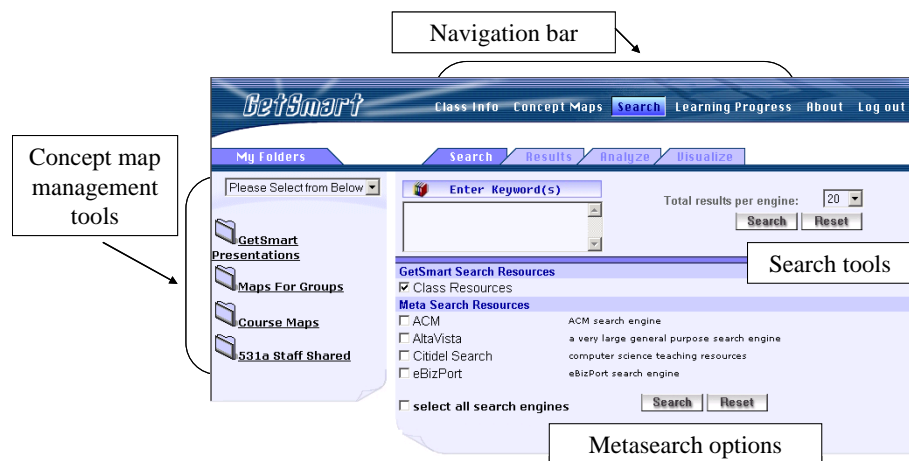 Navigation bar
GetSmart
Class Info Concept Maps Search Learning Progress About Log out
My Folders
Search Results Analyze Visualize
Concept map
management
tools
Please Select from Below
GetSmart
Presentations
Maps For Groups
Course Maps
531a Staff Shared
Enter Keyword(s)
Total results per engine: 20
Search Reset
Search tools
GetSmart Search Resources
Class Resources
Meta Search Resources
ACM ACM search engine
AltaVista a very large general purpose search engine
Citidel Search computer science teaching resources
eBizPort eBizPort search engine
select all search engines Search Reset
Metasearch options